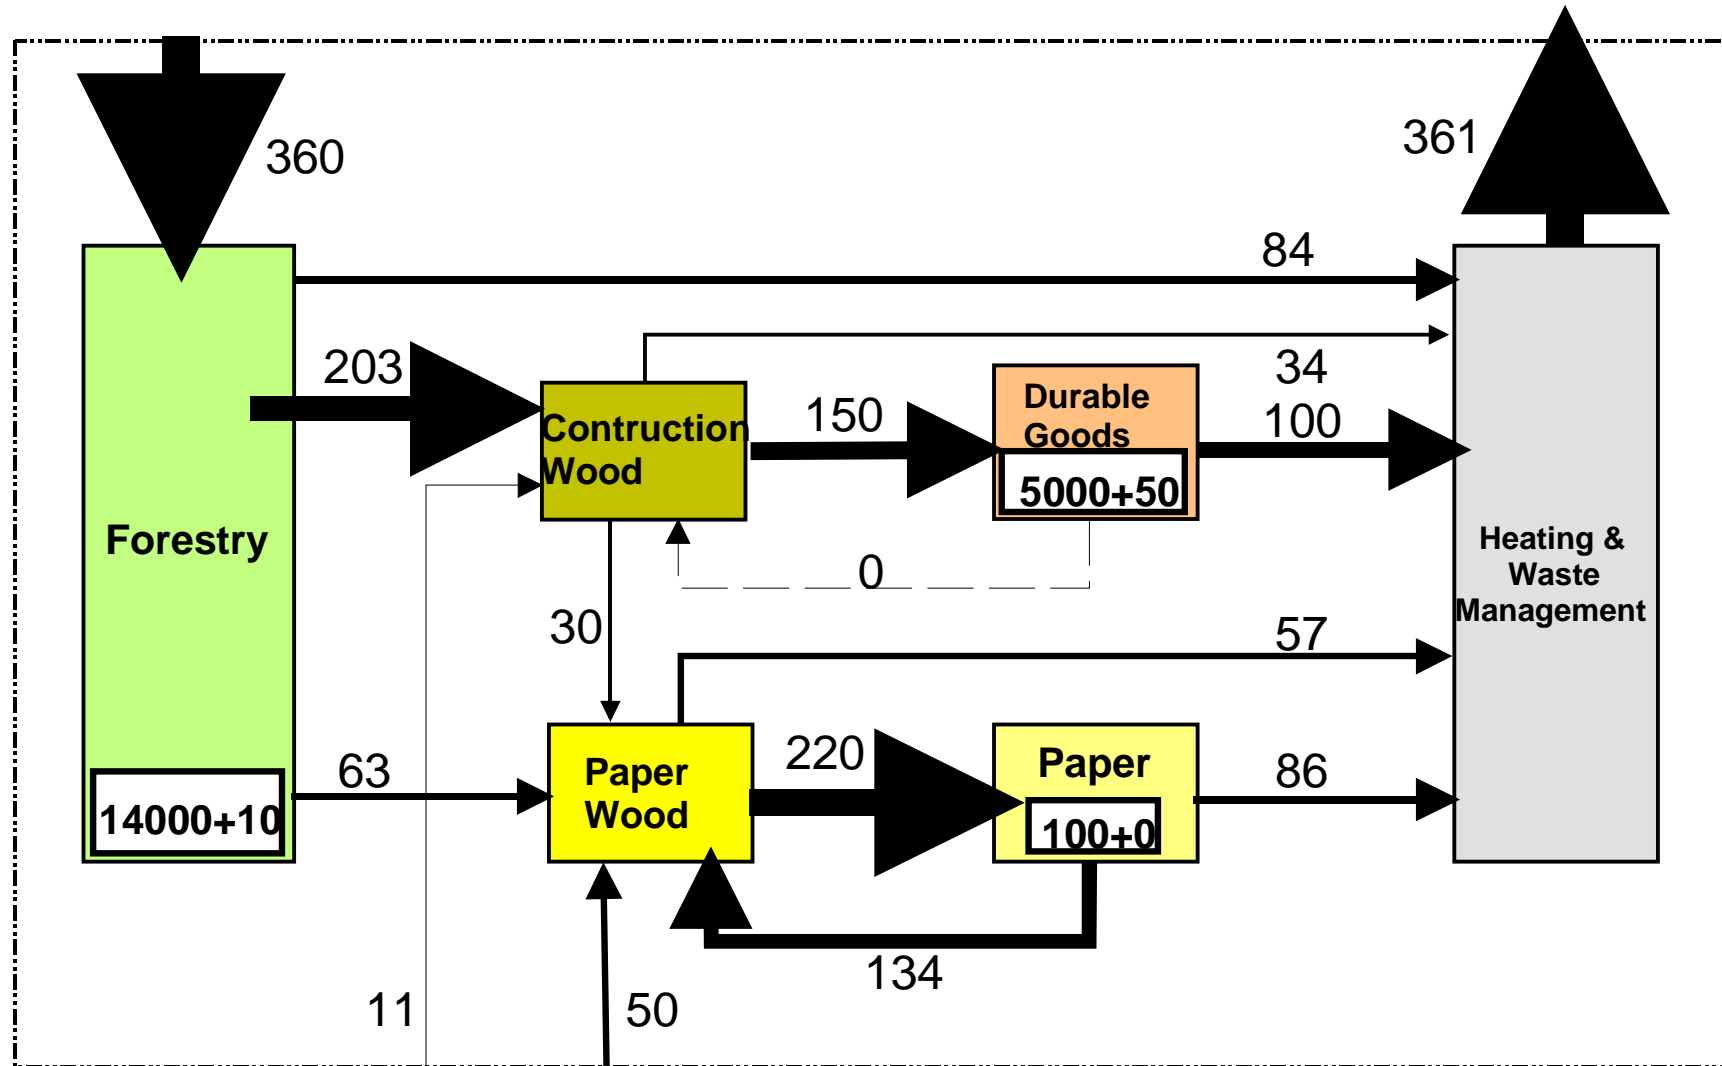 360
361
84
203
34
Contruction
Wood
150
Durable
Goods
5000+50
100
Forestry
0
Heating &
Waste
Management
30
57
63
14000+10
Paper
Wood
220
Paper
100+0
86
134
11
50